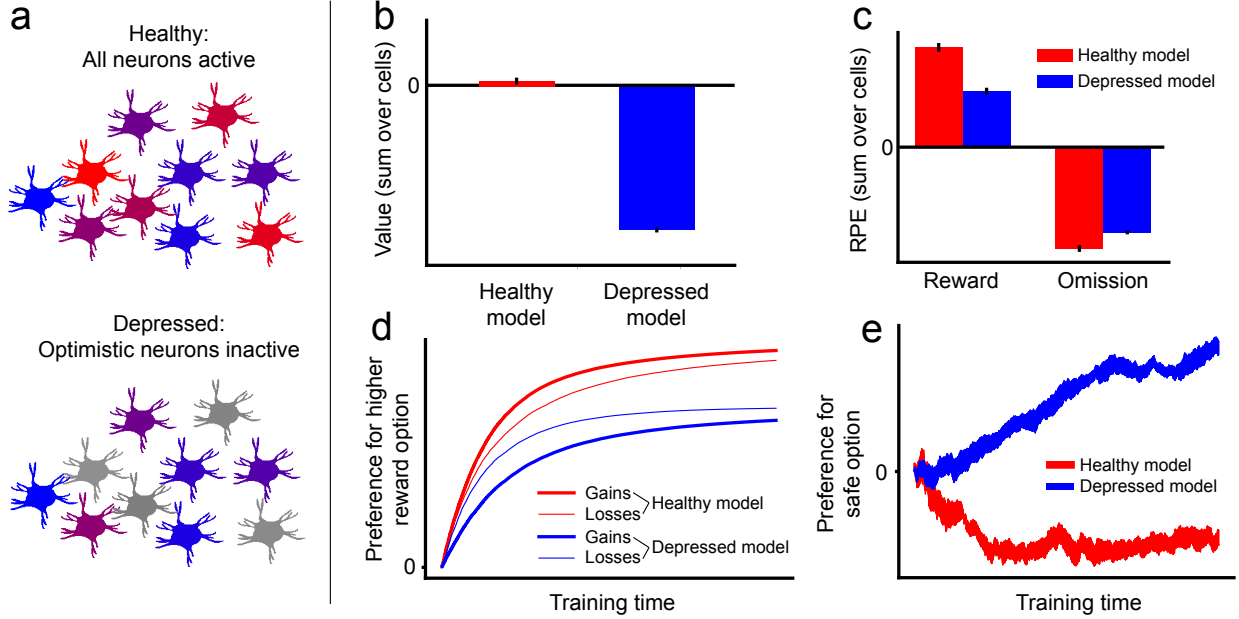 a
Healthy:
All neurons active
Depressed:
Optimistic neurons inactive
b
Value (sum over cells)
0
Healthy
model
Depressed
model
c
RPE (sum over cells)
0
Healthy model
Depressed model
Reward
Omission
d
Preference for higher
reward option
0
Gains
Losses
Healthy model
Gains
Losses
Depressed model
Training time
e
Preference for
safe option
0
Healthy model
Depressed model
Training time